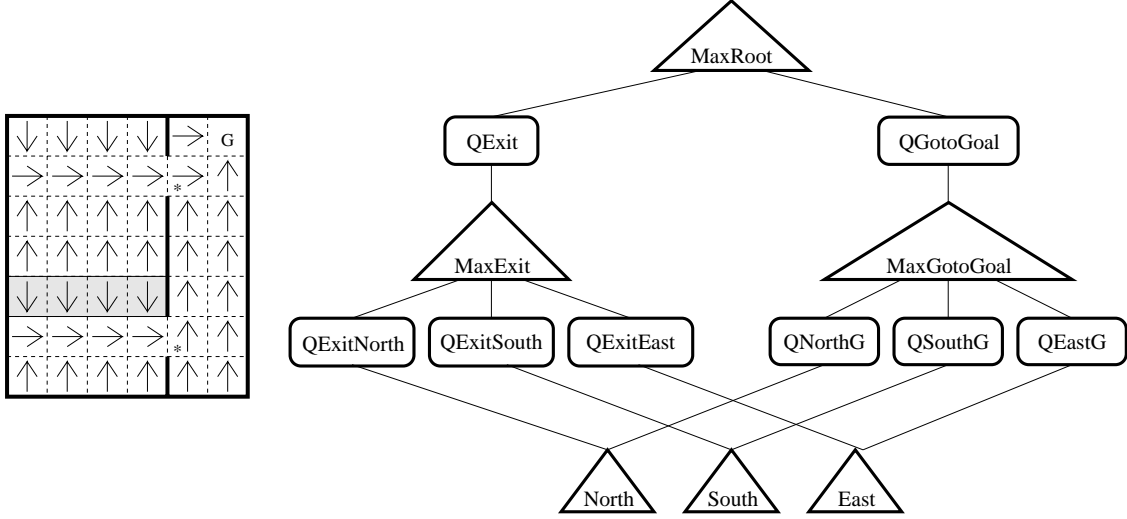 MaxRoot
G
QExit
QGotoGoal
*
MaxExit
MaxGotoGoal
*
QExitNorth
QExitSouth
QExitEast
QNorthG
QSouthG
QEastG
North
South
East